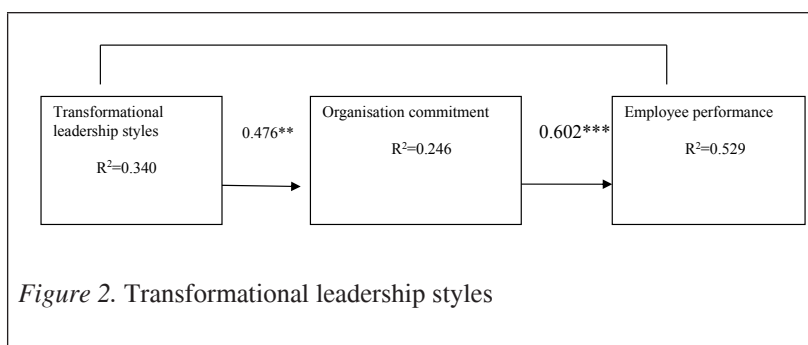 Transformational
leadership styles
R²=0.340
0.476**
Organisation commitment
R²=0.246
0.602***
Employee performance
R²=0.529
Figure 2. Transformational leadership styles